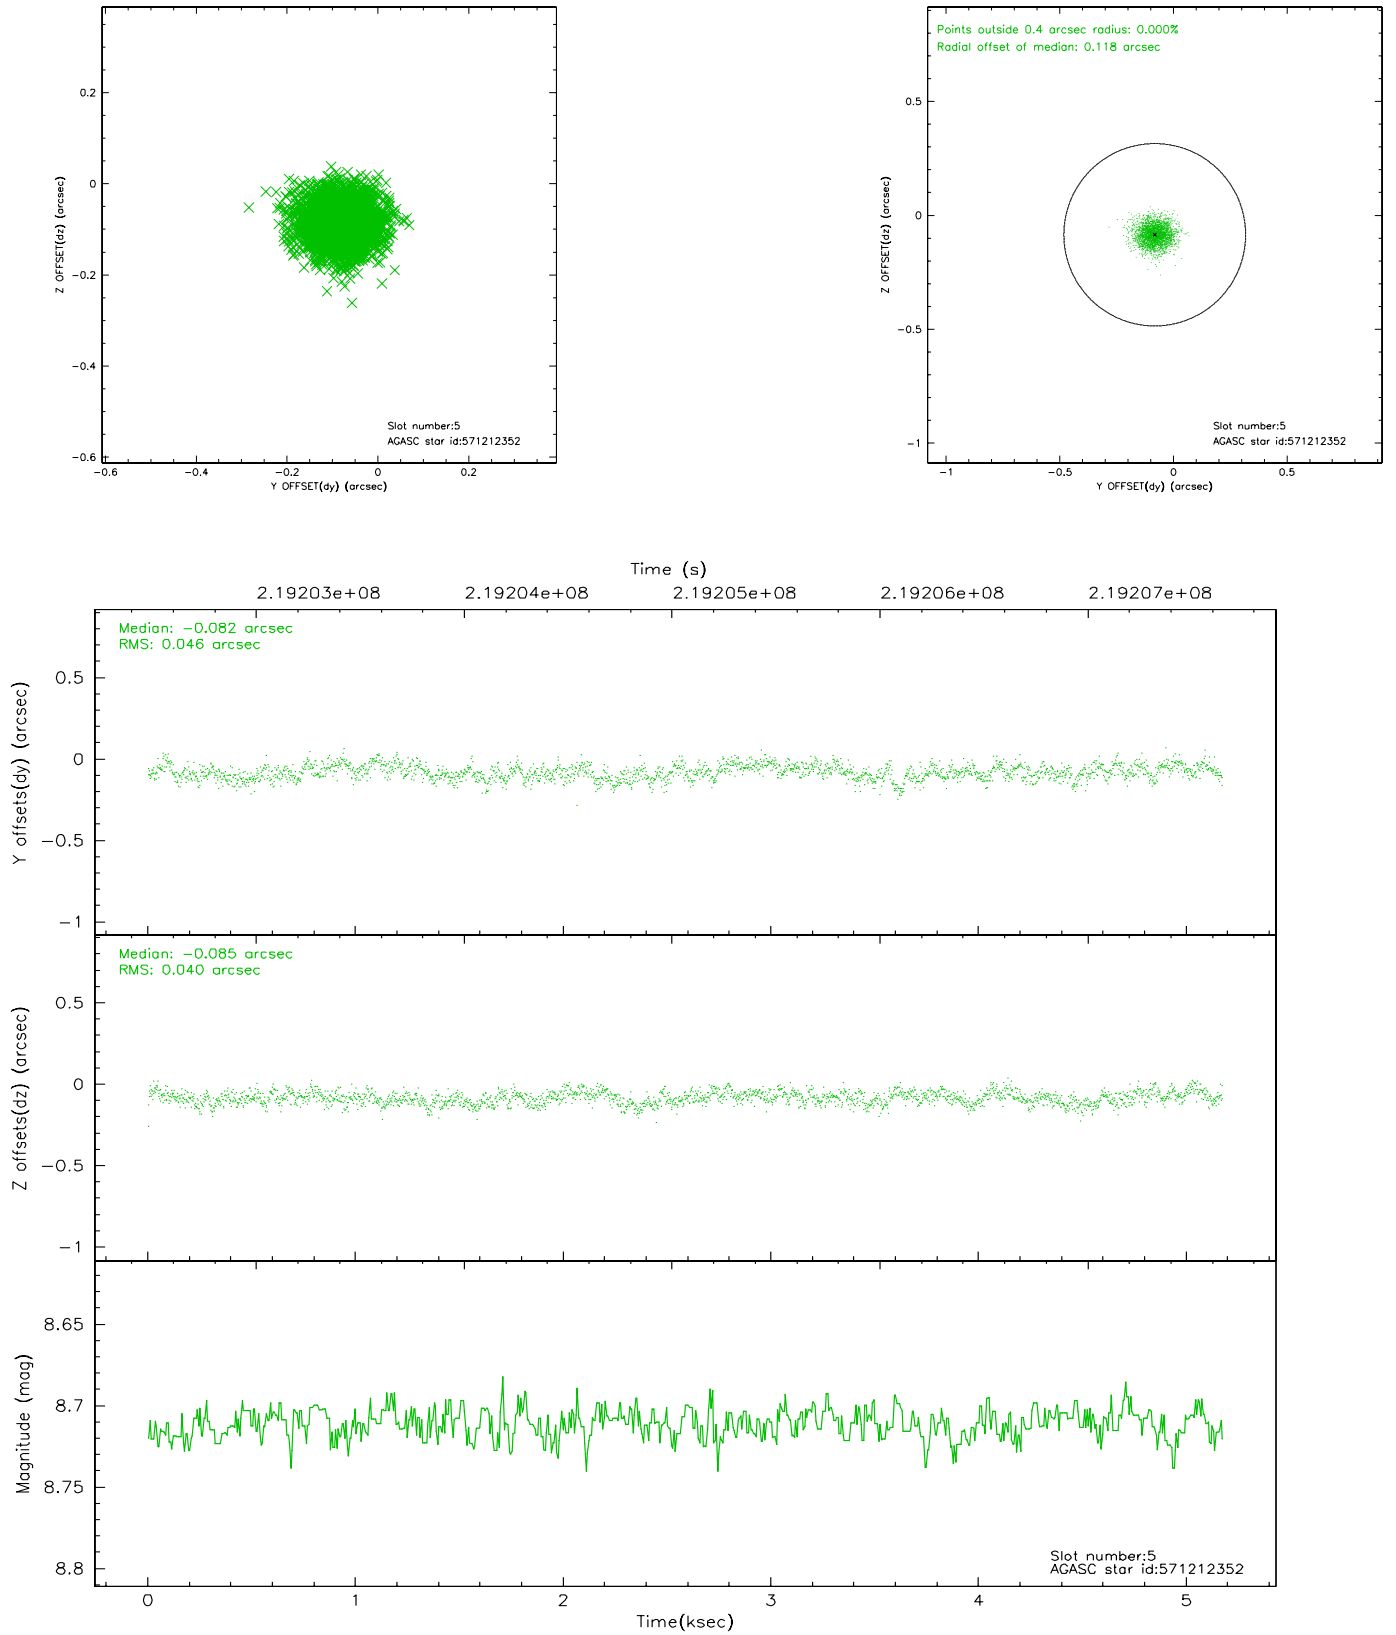 0.2
0
-0.2
-0.4
-0.6
Z OFFSET(dz) (arcsec)
Slot number:5
AGASC star id:571212352
-0.6 -0.4 -0.2 0 0.2
Y OFFSET(dy) (arcsec)
Points outside 0.4 arcsec radius: 0.000%
Radial offset of median: 0.118 arcsec
0.5
0
-0.5
-1
Z OFFSET(dz) (arcsec)
Slot number:5
AGASC star id:571212352
-1 -0.5 0 0.5
Y OFFSET(dy) (arcsec)
Time (s)
2.19203e+08 2.19204e+08 2.19205e+08 2.19206e+08 2.19207e+08
Median: -0.082 arcsec
RMS: 0.046 arcsec
0.5
0
-0.5
-1
Y offsets(dy) (arcsec)
Median: -0.085 arcsec
RMS: 0.040 arcsec
0.5
0
-0.5
-1
Z offsets(dz) (arcsec)
8.65
8.7
8.75
8.8
Magnitude (mag)
Slot number:5
AGASC star id:571212352
0 1 2 3 4 5
Time(ksec)